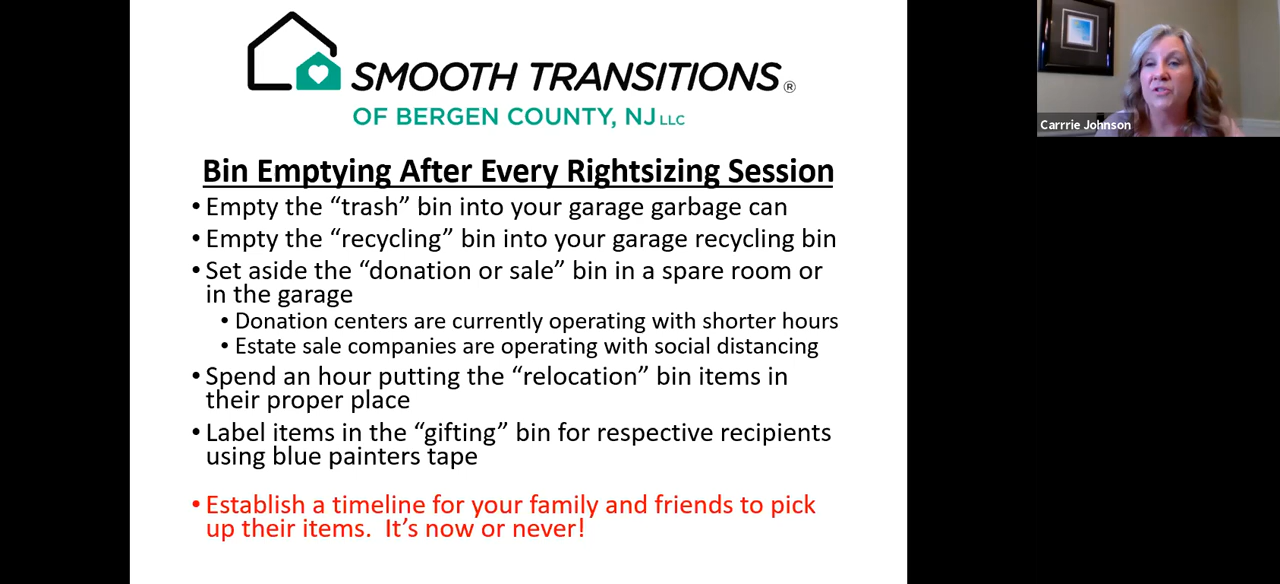 SMOOTH TRANSITIONS®
OF BERGEN COUNTY, NJ LLC
Carrrie Johnson
Bin Emptying After Every Rightsizing Session
• Empty the “trash” bin into your garage garbage can
• Empty the “recycling” bin into your garage recycling bin
• Set aside the “donation or sale” bin in a spare room or
in the garage
• Donation centers are currently operating with shorter hours
• Estate sale companies are operating with social distancing
• Spend an hour putting the “relocation” bin items in
their proper place
• Label items in the “gifting” bin for respective recipients
using blue painters tape
• Establish a timeline for your family and friends to pick
up their items.  It’s now or never!